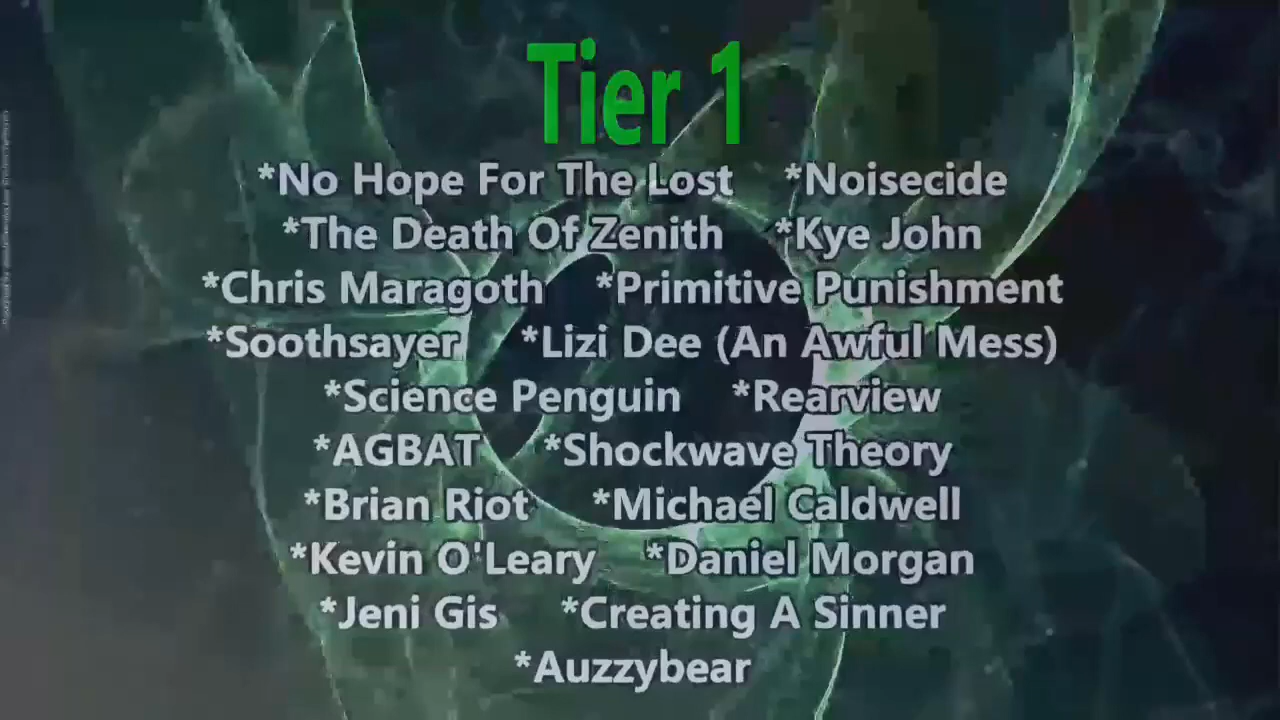 Tier 1
*No Hope For The Lost *Noisecide
*The Death Of Zenith *Kye John
*Chris Maragoth *Primitive Punishment
*Soothsayer *Lizi Dee (An Awful Mess)
*Science Penguin *Rearview
*AGBAT *Shockwave Theory
*Brian Riot *Michael Caldwell
*Kevin O'Leary *Daniel Morgan
*Jeni Gis *Creating A Sinner
*Auzzybear